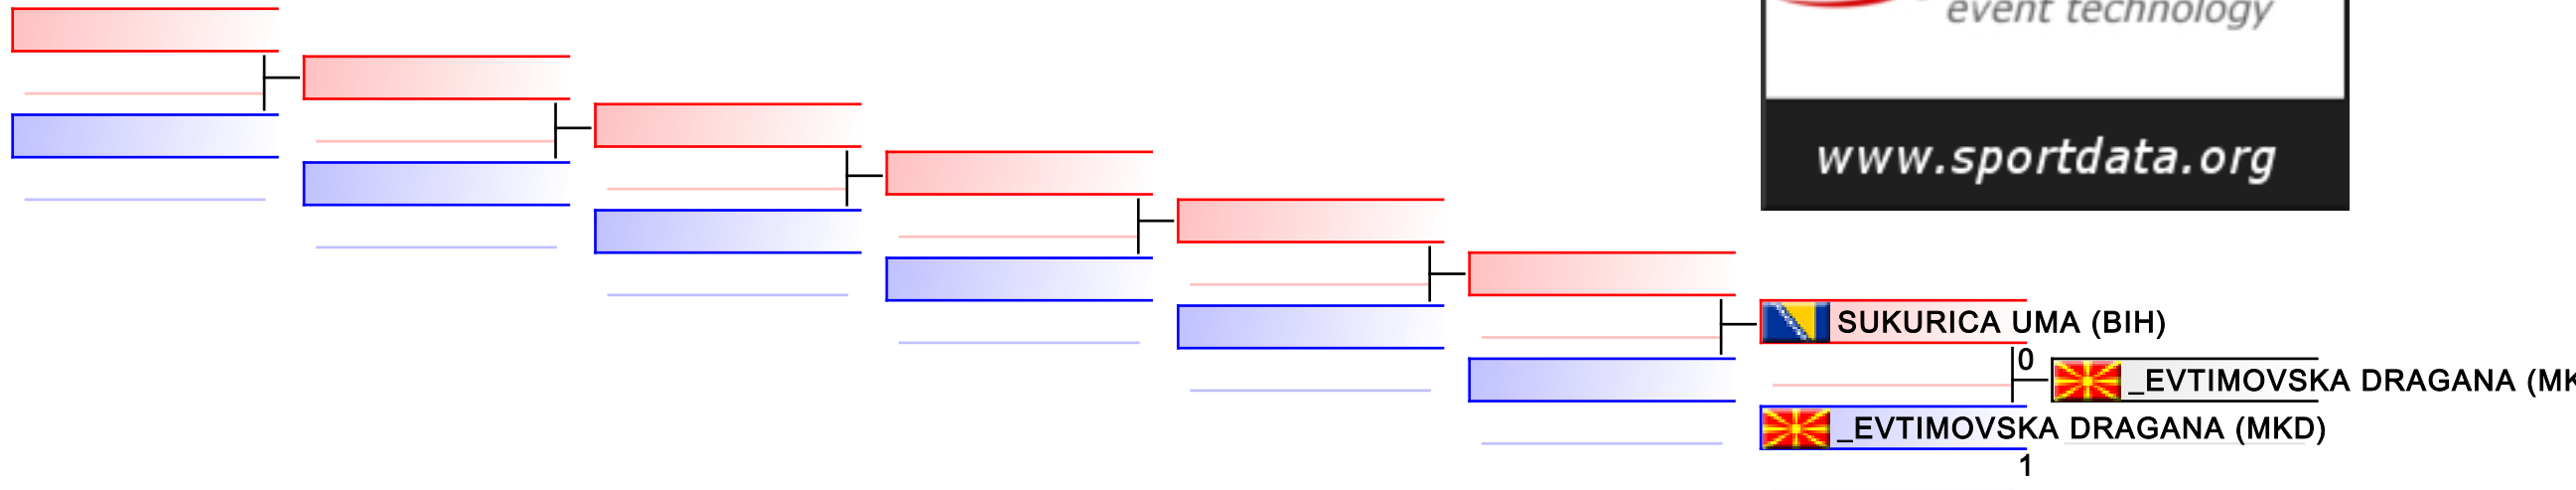 event technology
www.sportdata.org
SUKURICA UMA (BIH)
0
_EVTIMOVSKA DRAGANA (MK
_EVTIMOVSKA DRAGANA (MKD)
1